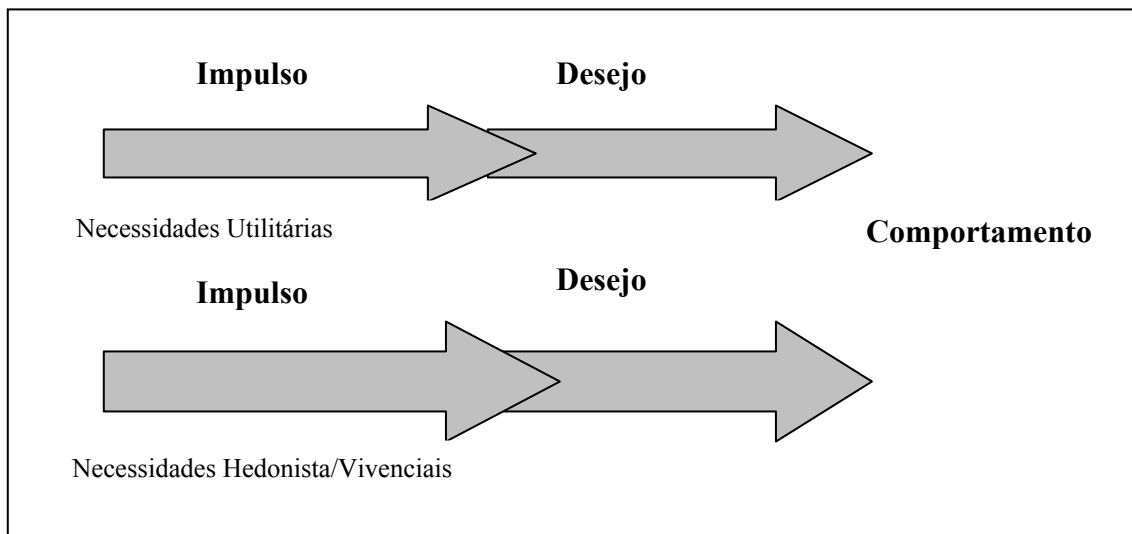 Impulso
Desejo
Necessidades Utilitárias
Comportamento
Impulso
Desejo
Necessidades Hedonista/Vivenciais